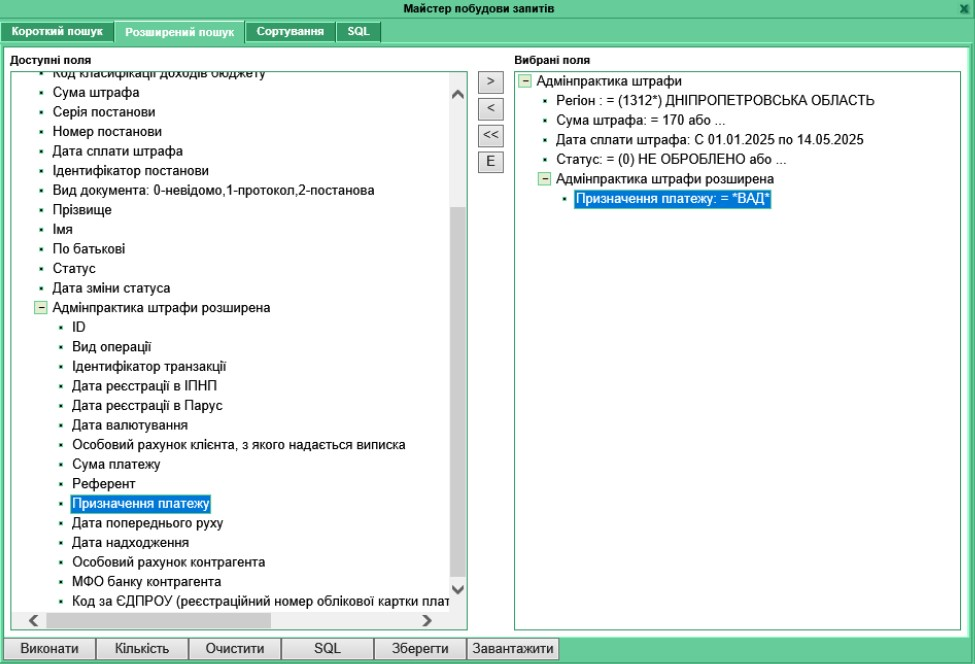 Майстер побудови запитів
x
Короткий пошук
Розширений пошук
Сортування
SQL
Доступні поля
Код класифікації доходів бюджету
Сума штрафа
Серія постанови
Номер постанови
Дата сплати штрафа
Ідентифікатор постанови
Вид документа: 0-невідомо,1-протокол,2-постанова
Прізвище
Імя
По батькові
Статус
Дата зміни статуса
Адмінпрактика штрафи розширена
ID
Вид операції
Ідентифікатор транзакції
Дата реєстрації в ІПНП
Дата реєстрації в Парус
Дата валютування
Особовий рахунок клієнта, з якого надається виписка
Сума платежу
Референт
Призначення платежу
Дата попереднього руху
Дата надходження
Особовий рахунок контрагента
МФО банку контрагента
Код за ЄДПРОУ (реєстраційний номер облікової картки плат
>
<
<<
E
Вибрані поля
Адмінпрактика штрафи
Регіон : = (1312*) ДНІПРОПЕТРОВСЬКА ОБЛАСТЬ
Сума штрафа: = 170 або ...
Дата сплати штрафа: С 01.01.2025 по 14.05.2025
Статус: = (0) НЕ ОБРОБЛЕНО або ...
Адмінпрактика штрафи розширена
Призначення платежу: = *ВАД*
Виконати
Кількість
Очистити
SQL
Зберегти
Завантажити